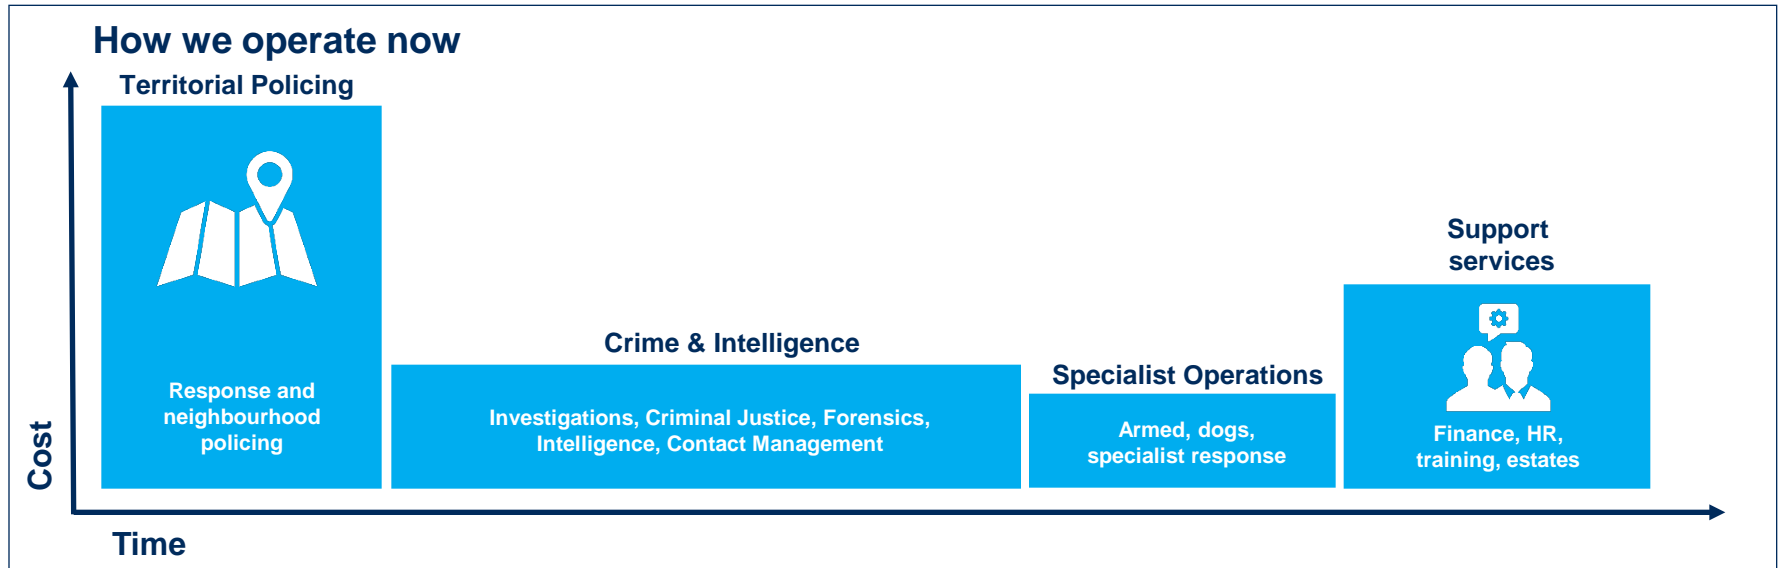 How we operate now
Territorial Policing
Response and
neighbourhood
policing
Crime & Intelligence
Investigations, Criminal Justice, Forensics,
Intelligence, Contact Management
Specialist Operations
Armed, dogs,
specialist response
Support
services
Finance, HR,
training, estates
Cost
Time